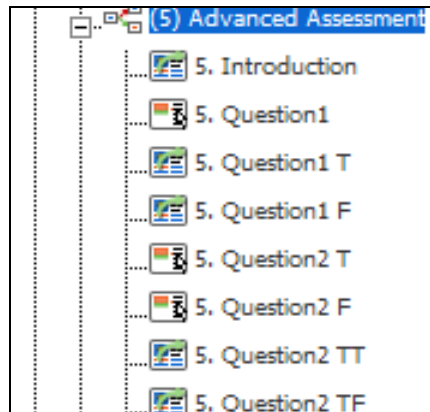 (5) Advanced Assessment
5. Introduction
5. Question1
5. Question1 T
5. Question1 F
5. Question2 T
5. Question2 F
5. Question2 TT
5. Question2 TF